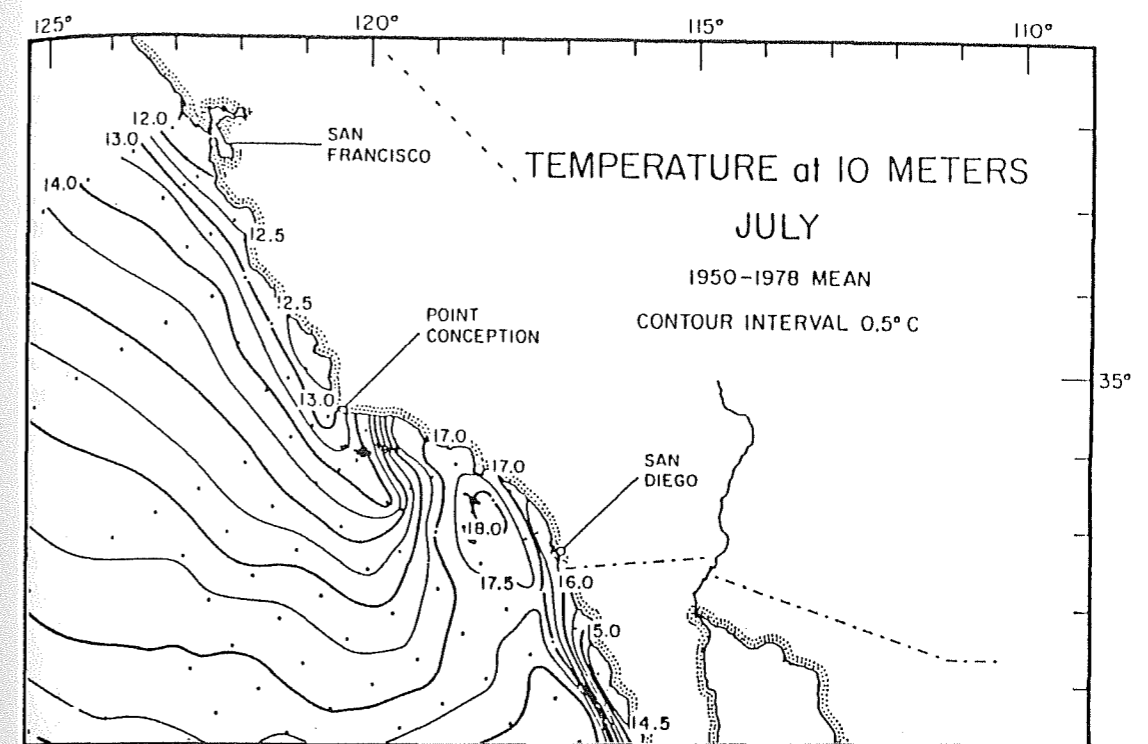 125°
120°
115°
110°
12.0
13.0
SAN
FRANCISCO
TEMPERATURE at 10 METERS
14.0
JULY
12.5
1950-1978 MEAN
12.5
POINT
CONCEPTION
CONTOUR INTERVAL 0.5° C
35°
13.0
17.0
17.0
SAN
DIEGO
18.0
17.5
16.0
5.0
14.5